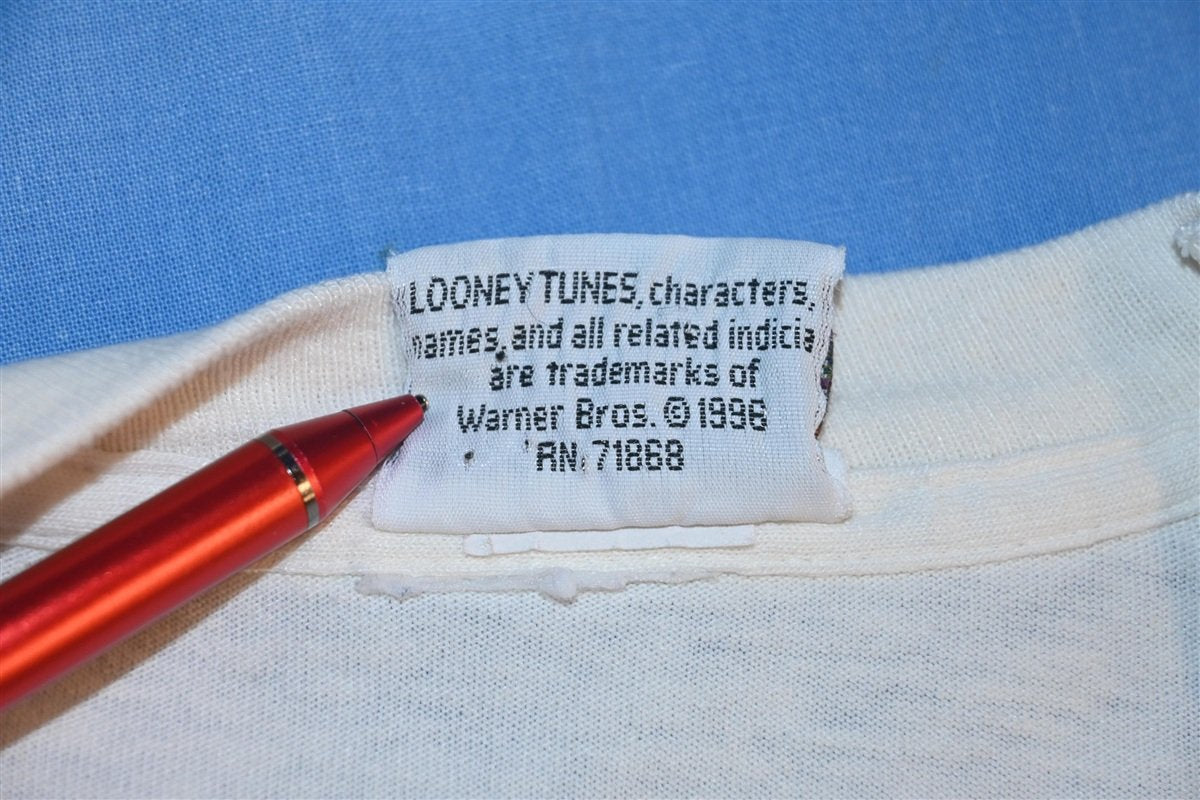 LOONEY TUNES, characters,
names, and all related indicia
are trademarks of
Warner Bros. © 1996
RN 71868